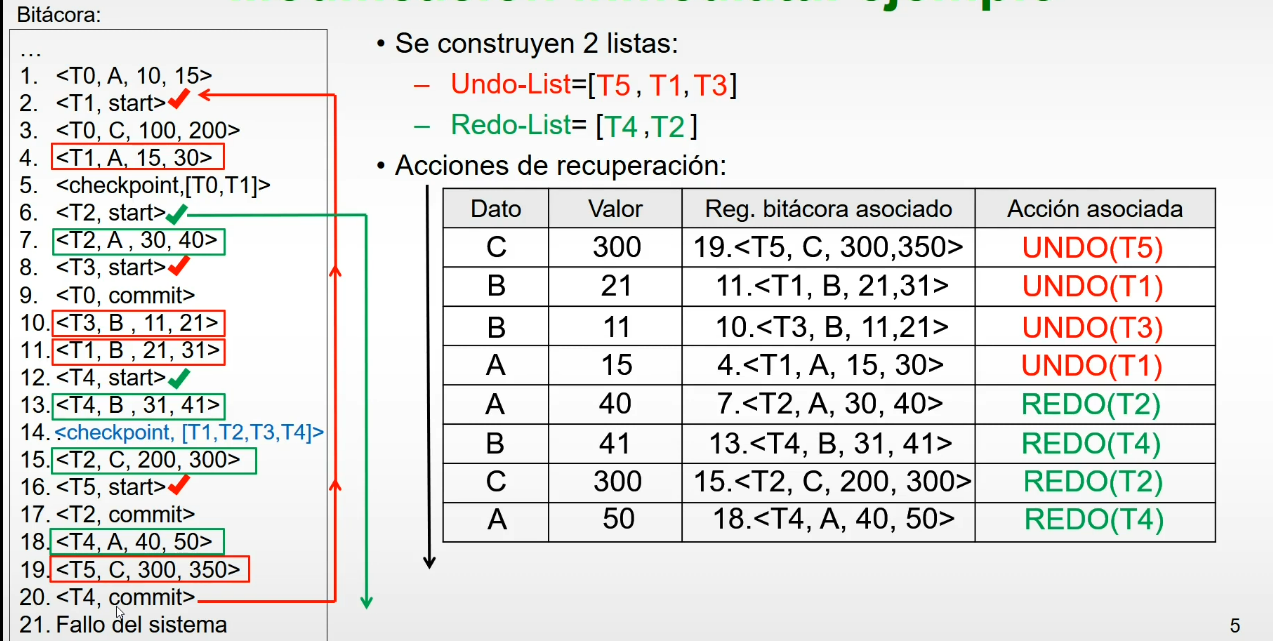 Bitácora:
...
1. <T0, A, 10, 15>
2. <T1, start>
3. <T0, C, 100, 200>
4. <T1, A, 15, 30>
5. <checkpoint,[T0,T1]>
6. <T2, start>
7. <T2, A , 30, 40>
8. <T3, start>
9. <T0, commit>
10. <T3, B , 11, 21>
11. <T1, B , 21, 31>
12. <T4, start>
13. <T4, B , 31, 41>
14. <checkpoint, [T1,T2,T3,T4]>
15. <T2, C, 200, 300>
16. <T5, start>
17. <T2, commit>
18. <T4, A, 40, 50>
19. <T5, C, 300, 350>
20. <T4, commit>
21. Fallo del sistema
• Se construyen 2 listas:
– Undo-List=[T5 , T1,T3]
– Redo-List= [T4 ,T2 ]
• Acciones de recuperación:
Dato Valor Reg. bitácora asociado Acción asociada
C 300 19.<T5, C, 300,350> UNDO(T5)
B 21 11.<T1, B, 21,31> UNDO(T1)
B 11 10.<T3, B, 11,21> UNDO(T3)
A 15 4.<T1, A, 15, 30> UNDO(T1)
A 40 7.<T2, A, 30, 40> REDO(T2)
B 41 13.<T4, B, 31, 41> REDO(T4)
C 300 15.<T2, C, 200, 300> REDO(T2)
A 50 18.<T4, A, 40, 50> REDO(T4)
5